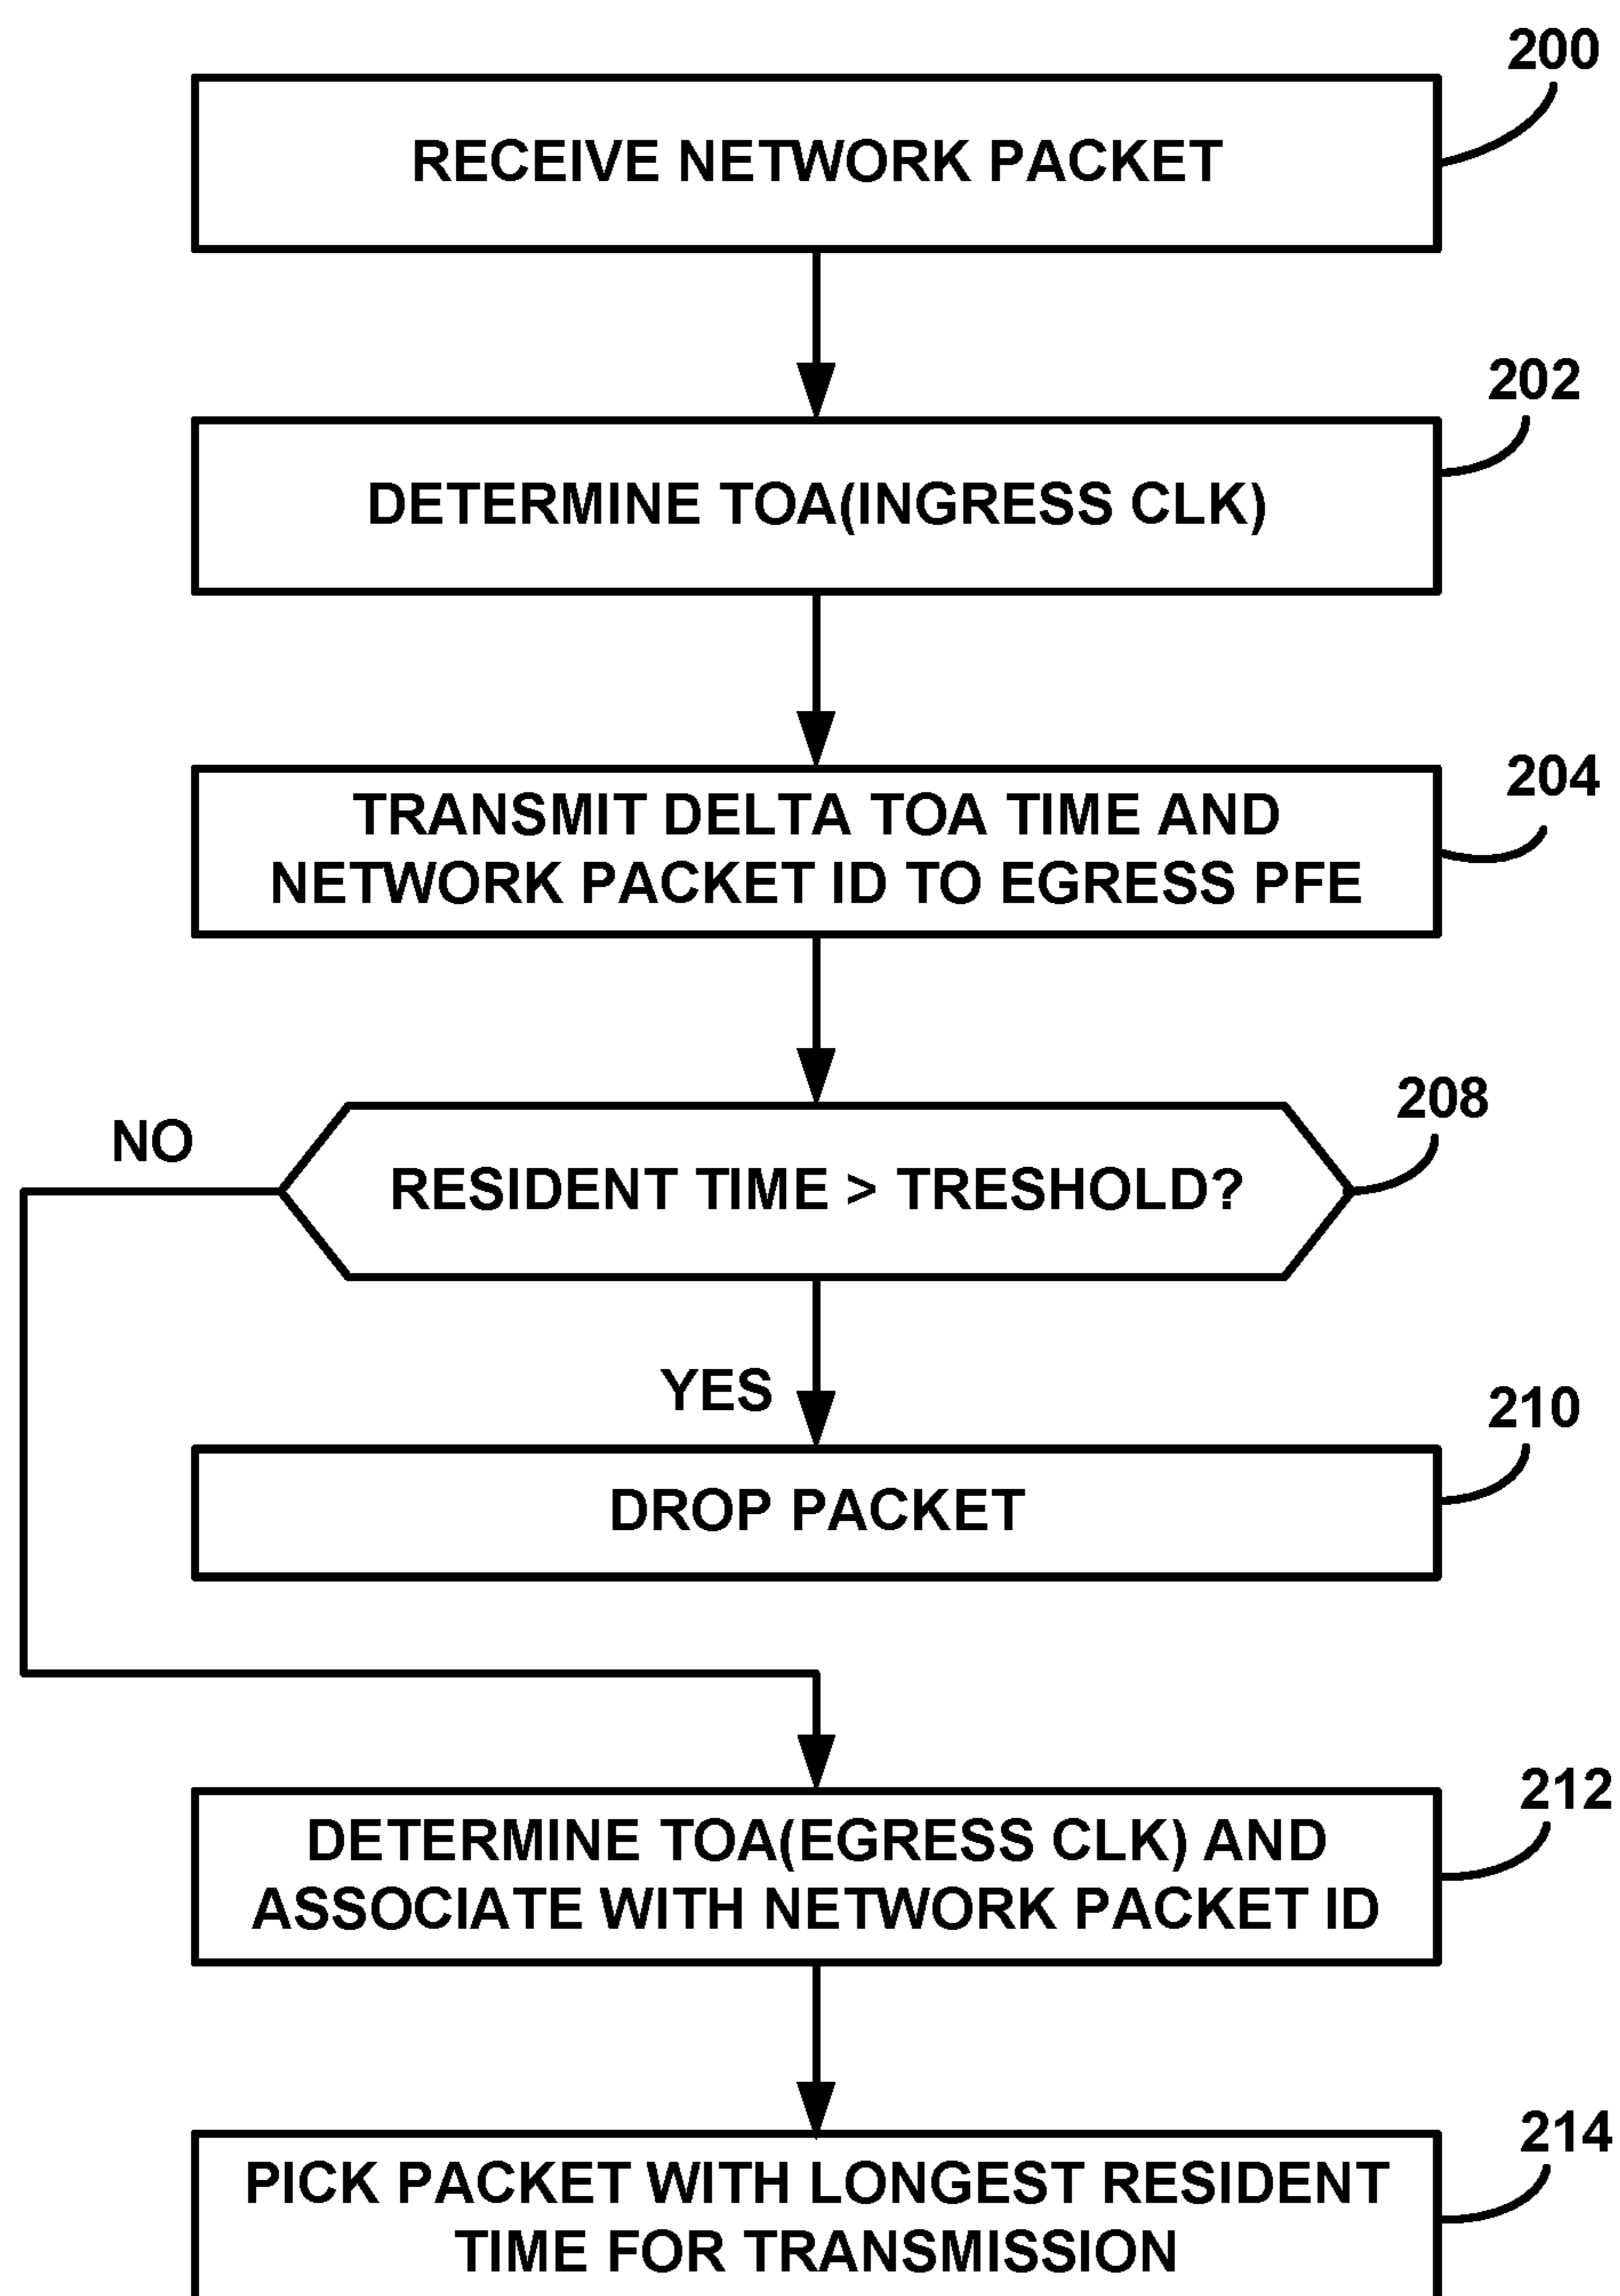 200
RECEIVE NETWORK PACKET
202
DETERMINE TOA(INGRESS CLK)
204
TRANSMIT DELTA TOA TIME AND
NETWORK PACKET ID TO EGRESS PFE
208
NO
RESIDENT TIME > TRESHOLD?
YES
210
DROP PACKET
212
DETERMINE TOA(EGRESS CLK) AND
ASSOCIATE WITH NETWORK PACKET ID
214
PICK PACKET WITH LONGEST RESIDENT
TIME FOR TRANSMISSION